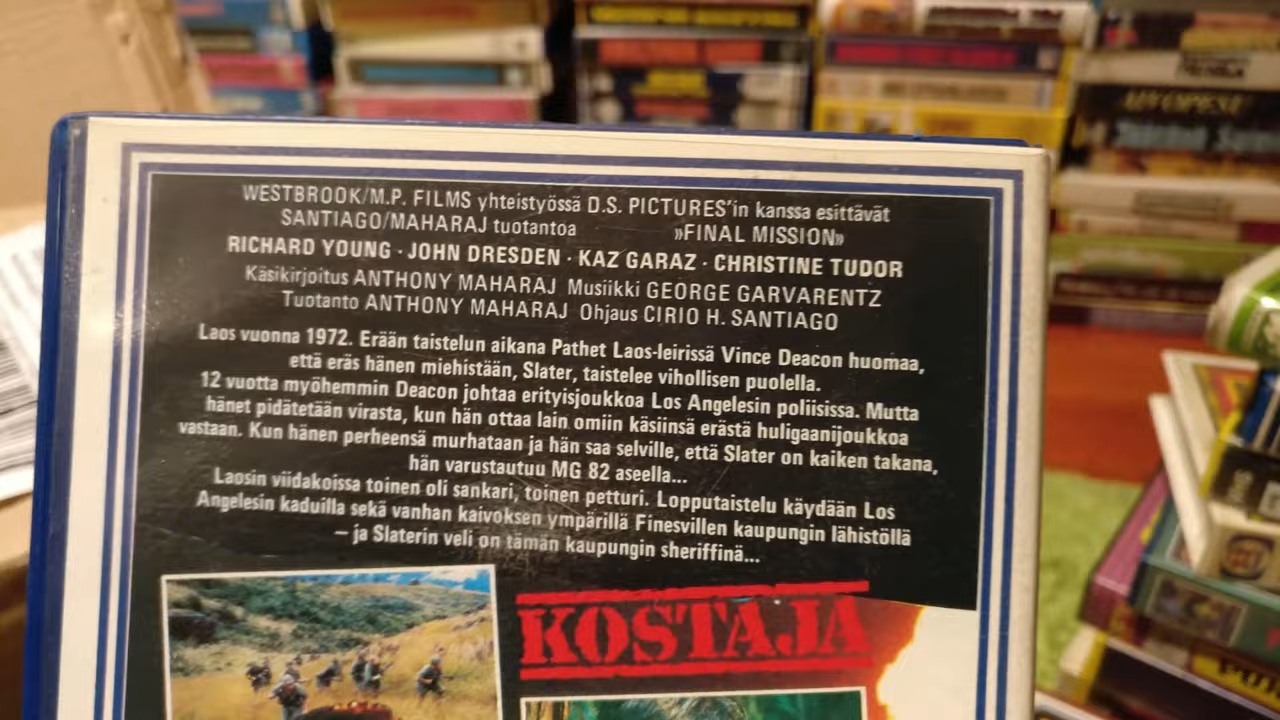 WESTBROOK/M.P. FILMS yhteistyössä D.S. PICTURES'in kanssa esittävät
SANTIAGO/MAHARAJ tuotantoa »FINAL MISSION»
RICHARD YOUNG · JOHN DRESDEN · KAZ GARAZ · CHRISTINE TUDOR
Käsikirjoitus ANTHONY MAHARAJ Musiikki GEORGE GARVARENTZ
Tuotanto ANTHONY MAHARAJ Ohjaus CIRIO H. SANTIAGO
Laos vuonna 1972. Erään taistelun aikana Pathet Laos-leirissä Vince Deacon huomaa,
että eräs hänen miehistään, Slater, taistelee vihollisen puolella.
12 vuotta myöhemmin Deacon johtaa erityisjoukkoa Los Angelesin poliisissa. Mutta
hänet pidätetään virasta, kun hän ottaa lain omiin käsiinsä erästä huligaanijoukkoa
vastaan. Kun hänen perheensä murhataan ja hän saa selville, että Slater on kaiken takana,
hän varustautuu MG 82 aseella...
Laosin viidakoissa toinen oli sankari, toinen petturi. Lopputaistelu käydään Los
Angelesin kaduilla sekä vanhan kaivoksen ympärillä Finesvillen kaupungin lähistöllä
– ja Slaterin veli on tämän kaupungin sheriffinä...
KOSTAJA